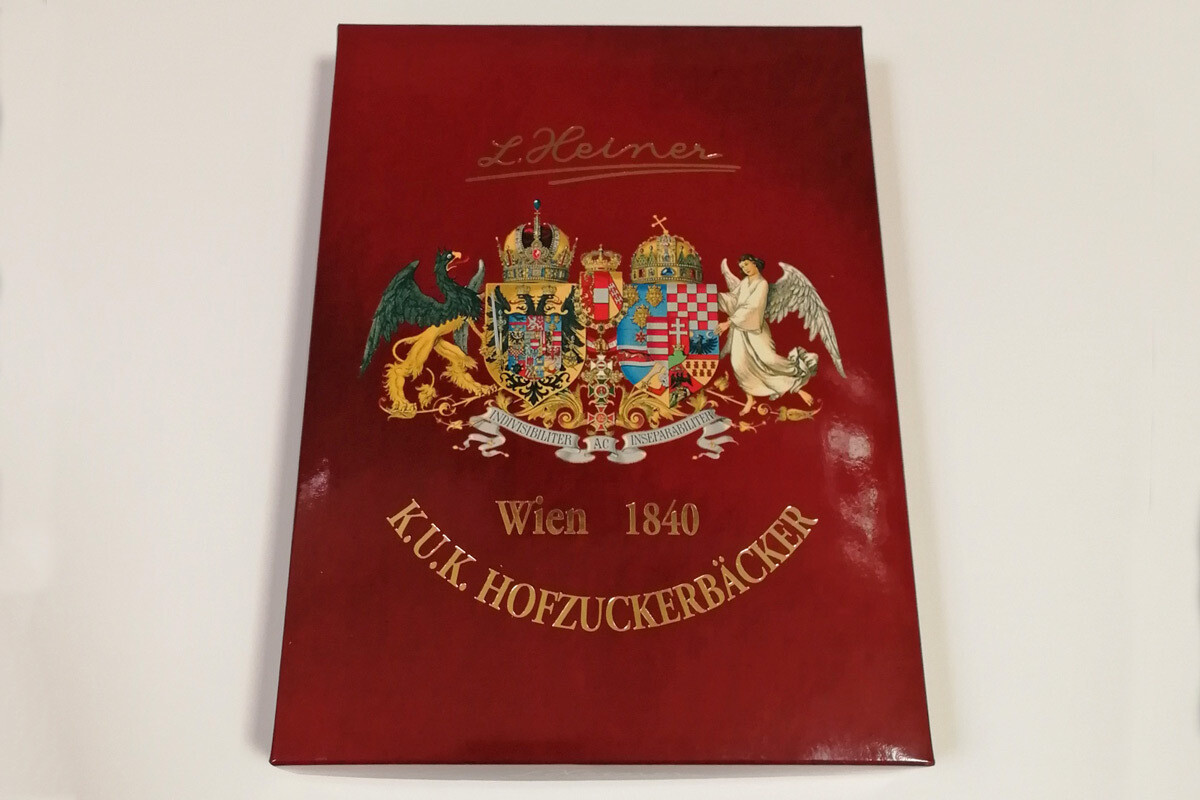 L. Heiner
INDIVISIBILITER AC INSEPARABILITER
Wien 1840
K.U.K. HOFZUCKERBÄCKER